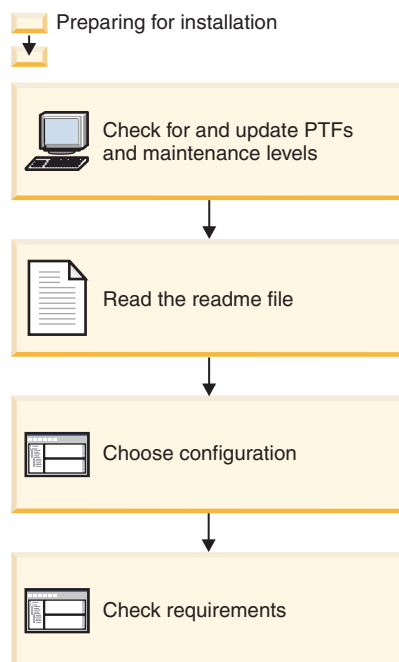 Preparing for installation
Check for and update PTFs
and maintenance levels
Read the readme file
Choose configuration
Check requirements